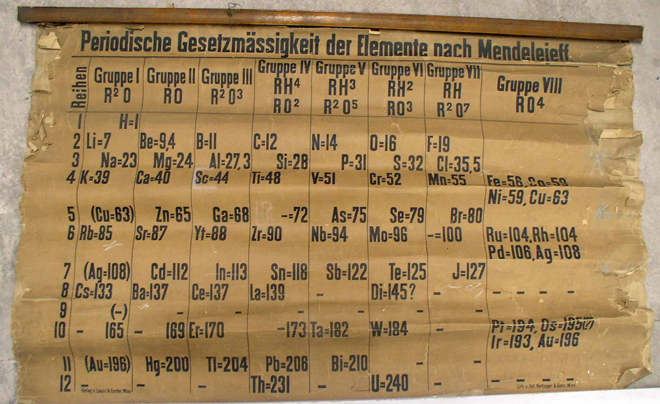 Periodische Gesetzmässigkeit der Elemente nach Mendelejeff
Reihen Gruppe I Gruppe II Gruppe III Gruppe IV Gruppe V Gruppe VI Gruppe VII Gruppe VIII
RH⁴ RH³ RH² RH
R²O RO R²O³ RO² R²O⁵ RO³ R²O⁷ RO⁴
1 H=1
2 Li=7 Be=9,4 B=11 C=12 N=14 O=16 F=19
3 Na=23 Mg=24 Al=27,3 Si=28 P=31 S=32 Cl=35,5
4 K=39 Ca=40 Sc=44 Ti=48 V=51 Cr=52 Mn=55 Fe=56, Co=59
Ni=59, Cu=63
5 (Cu=63) Zn=65 Ga=68 -=72 As=75 Se=79 Br=80
6 Rb=85 Sr=87 Yt=88 Zr=90 Nb=94 Mo=96 -=100 Ru=104, Rh=104
Pd=106, Ag=108
7 (Ag=108) Cd=112 In=113 Sn=118 Sb=122 Te=125 J=127
8 Cs=133 Ba=137 Ce=137 La=139 - Di=145? - - - - -
9 (-) - - - - - -
10 - 165 - 169 Er=170 -173 Ta=182 W=184 - Pt=194, Os=195(?)
Ir=193, Au=196
11 (Au=196) Hg=200 Tl=204 Pb=206 Bi=210 - -
12 - - - Th=231 - U=240 - - - - -